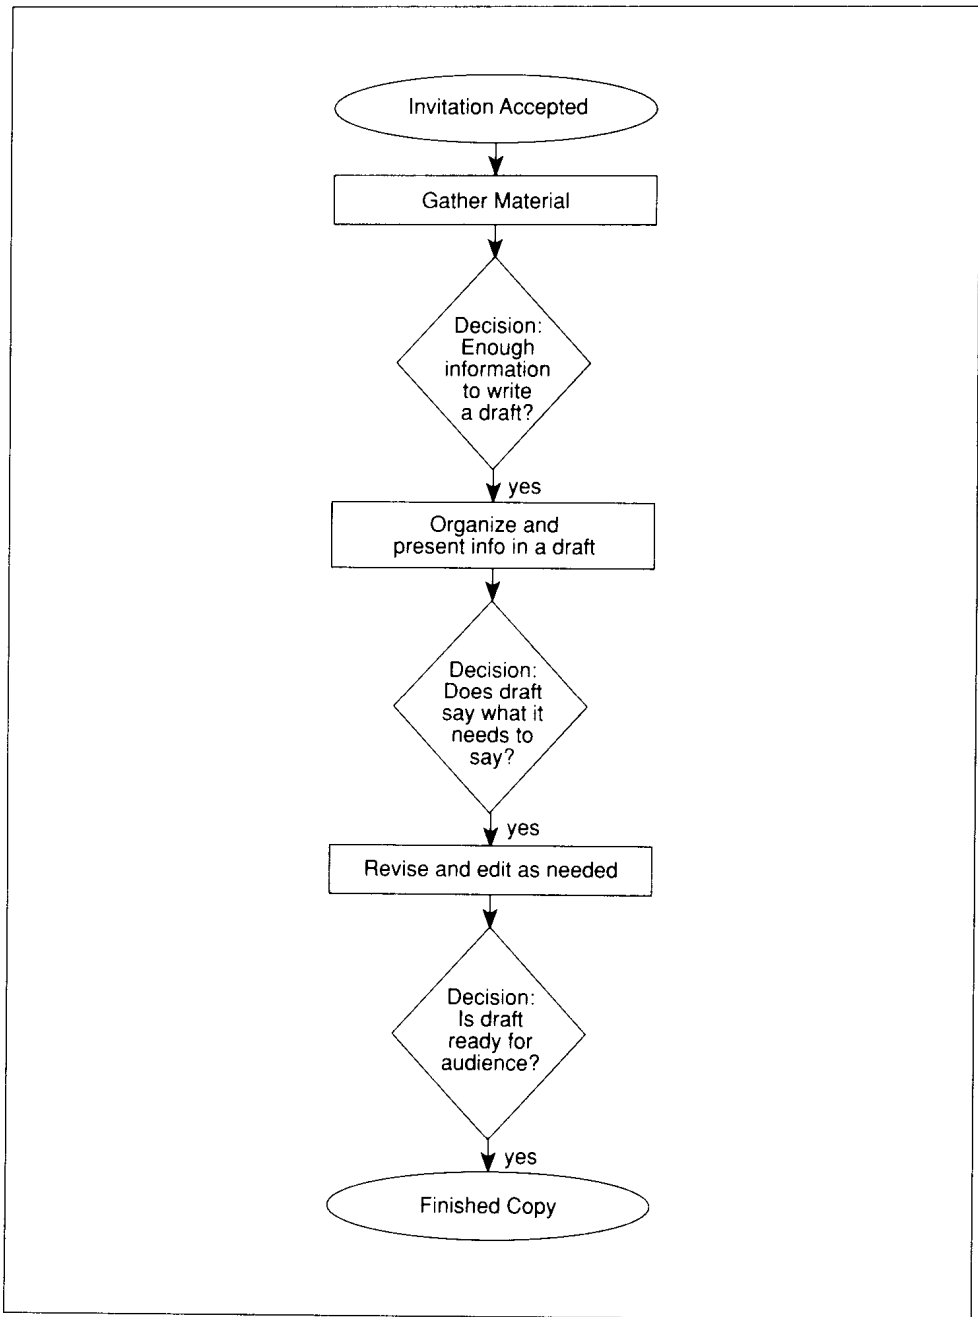 Invitation Accepted
Gather Material
Decision:
Enough
information
to write
a draft?
yes
Organize and
present info in a draft
Decision:
Does draft
say what it
needs to
say?
yes
Revise and edit as needed
Decision:
Is draft
ready for
audience?
yes
Finished Copy